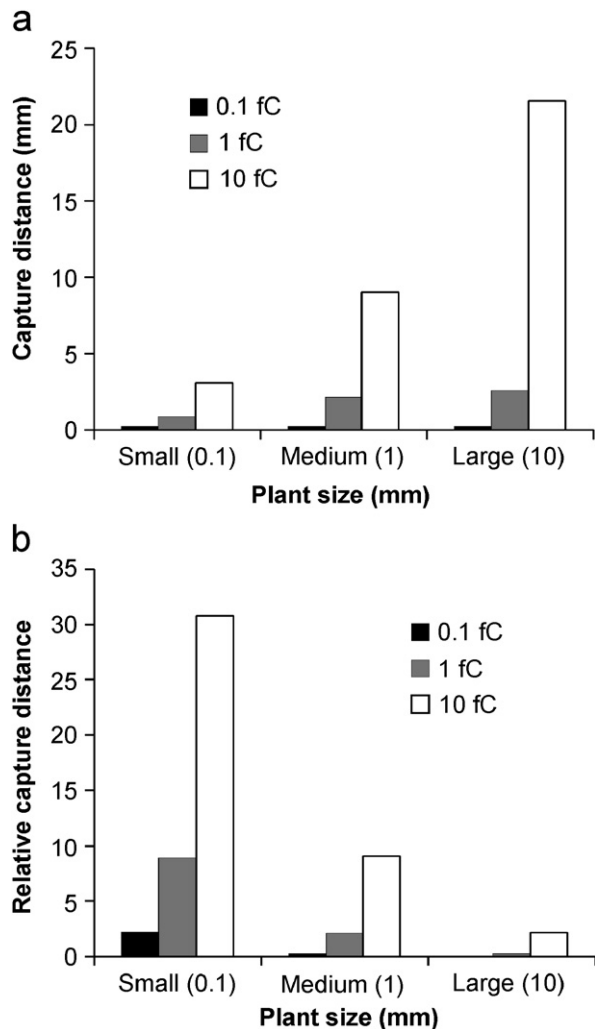 a
Capture distance (mm)
25
20
15
10
5
0
0.1 fC
1 fC
10 fC
Small (0.1) Medium (1) Large (10)
Plant size (mm)
b
Relative capture distance
35
30
25
20
15
10
5
0
0.1 fC
1 fC
10 fC
Small (0.1) Medium (1) Large (10)
Plant size (mm)